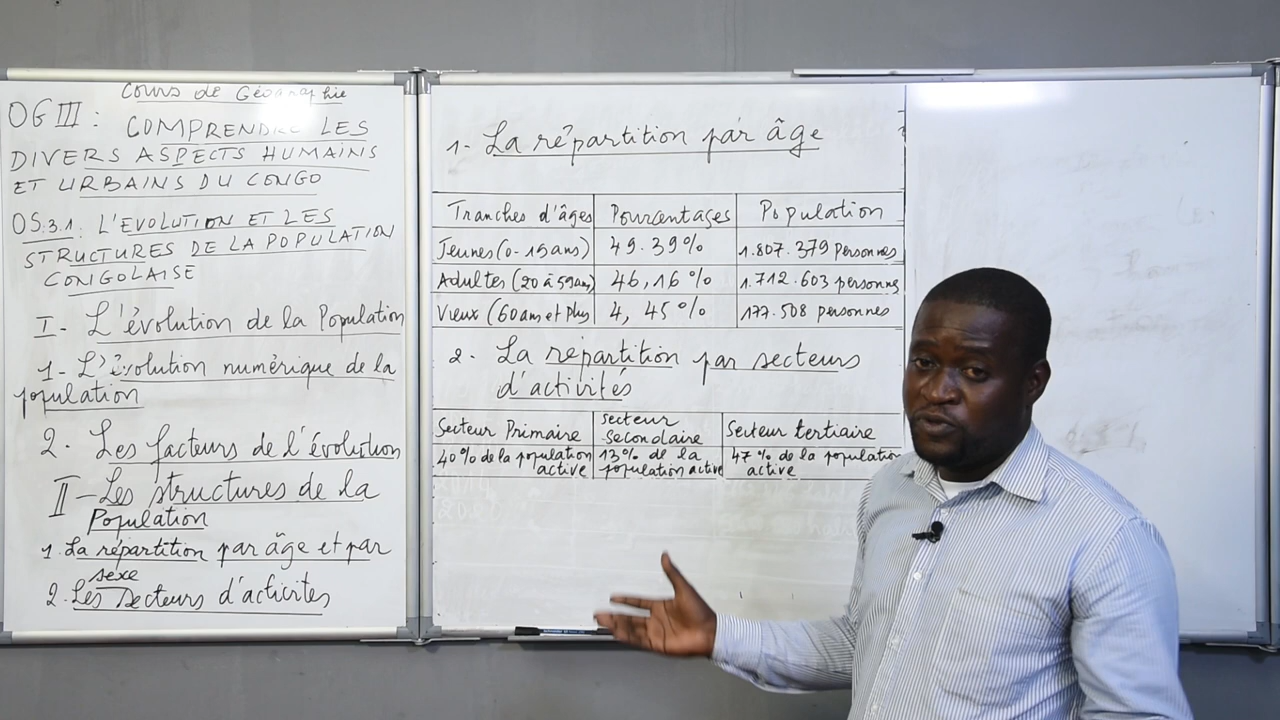 Cours de Géographie
OG III : COMPRENDRE LES
DIVERS ASPECTS HUMAINS
ET URBAINS DU CONGO
OS:3.1: L'EVOLUTION ET LES
STRUCTURES DE LA POPULATION
CONGOLAISE
I - L'évolution de la Population
1- L'évolution numérique de la
population
2. Les facteurs de l'évolution
II - Les structures de la
Population
1. La répartition par âge et par
sexe
2. Les secteurs d'activités
1- La répartition par âge
Tranches d'âges Pourcentages Population
Jeunes (0-19ans) 49.39% 1.807.379 Personnes
Adultes (20 à 59ans) 46,16 % 1.712.603 personnes
Vieux (60 ans et plus 4, 45 % 177.508 personnes
2. La répartition par secteurs
d'activités
Secteur Primaire secteur secondaire Secteur tertiaire
40% de la population active 13% de la population active 47 % de la population active